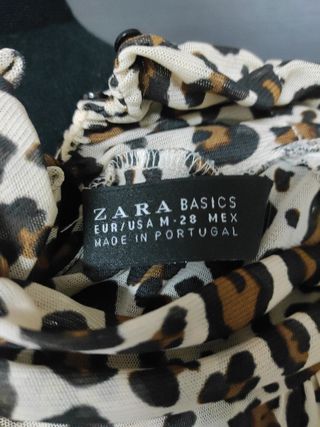 ZARA BASICS
EUR/USA M-28 MEX
MADE IN PORTUGAL